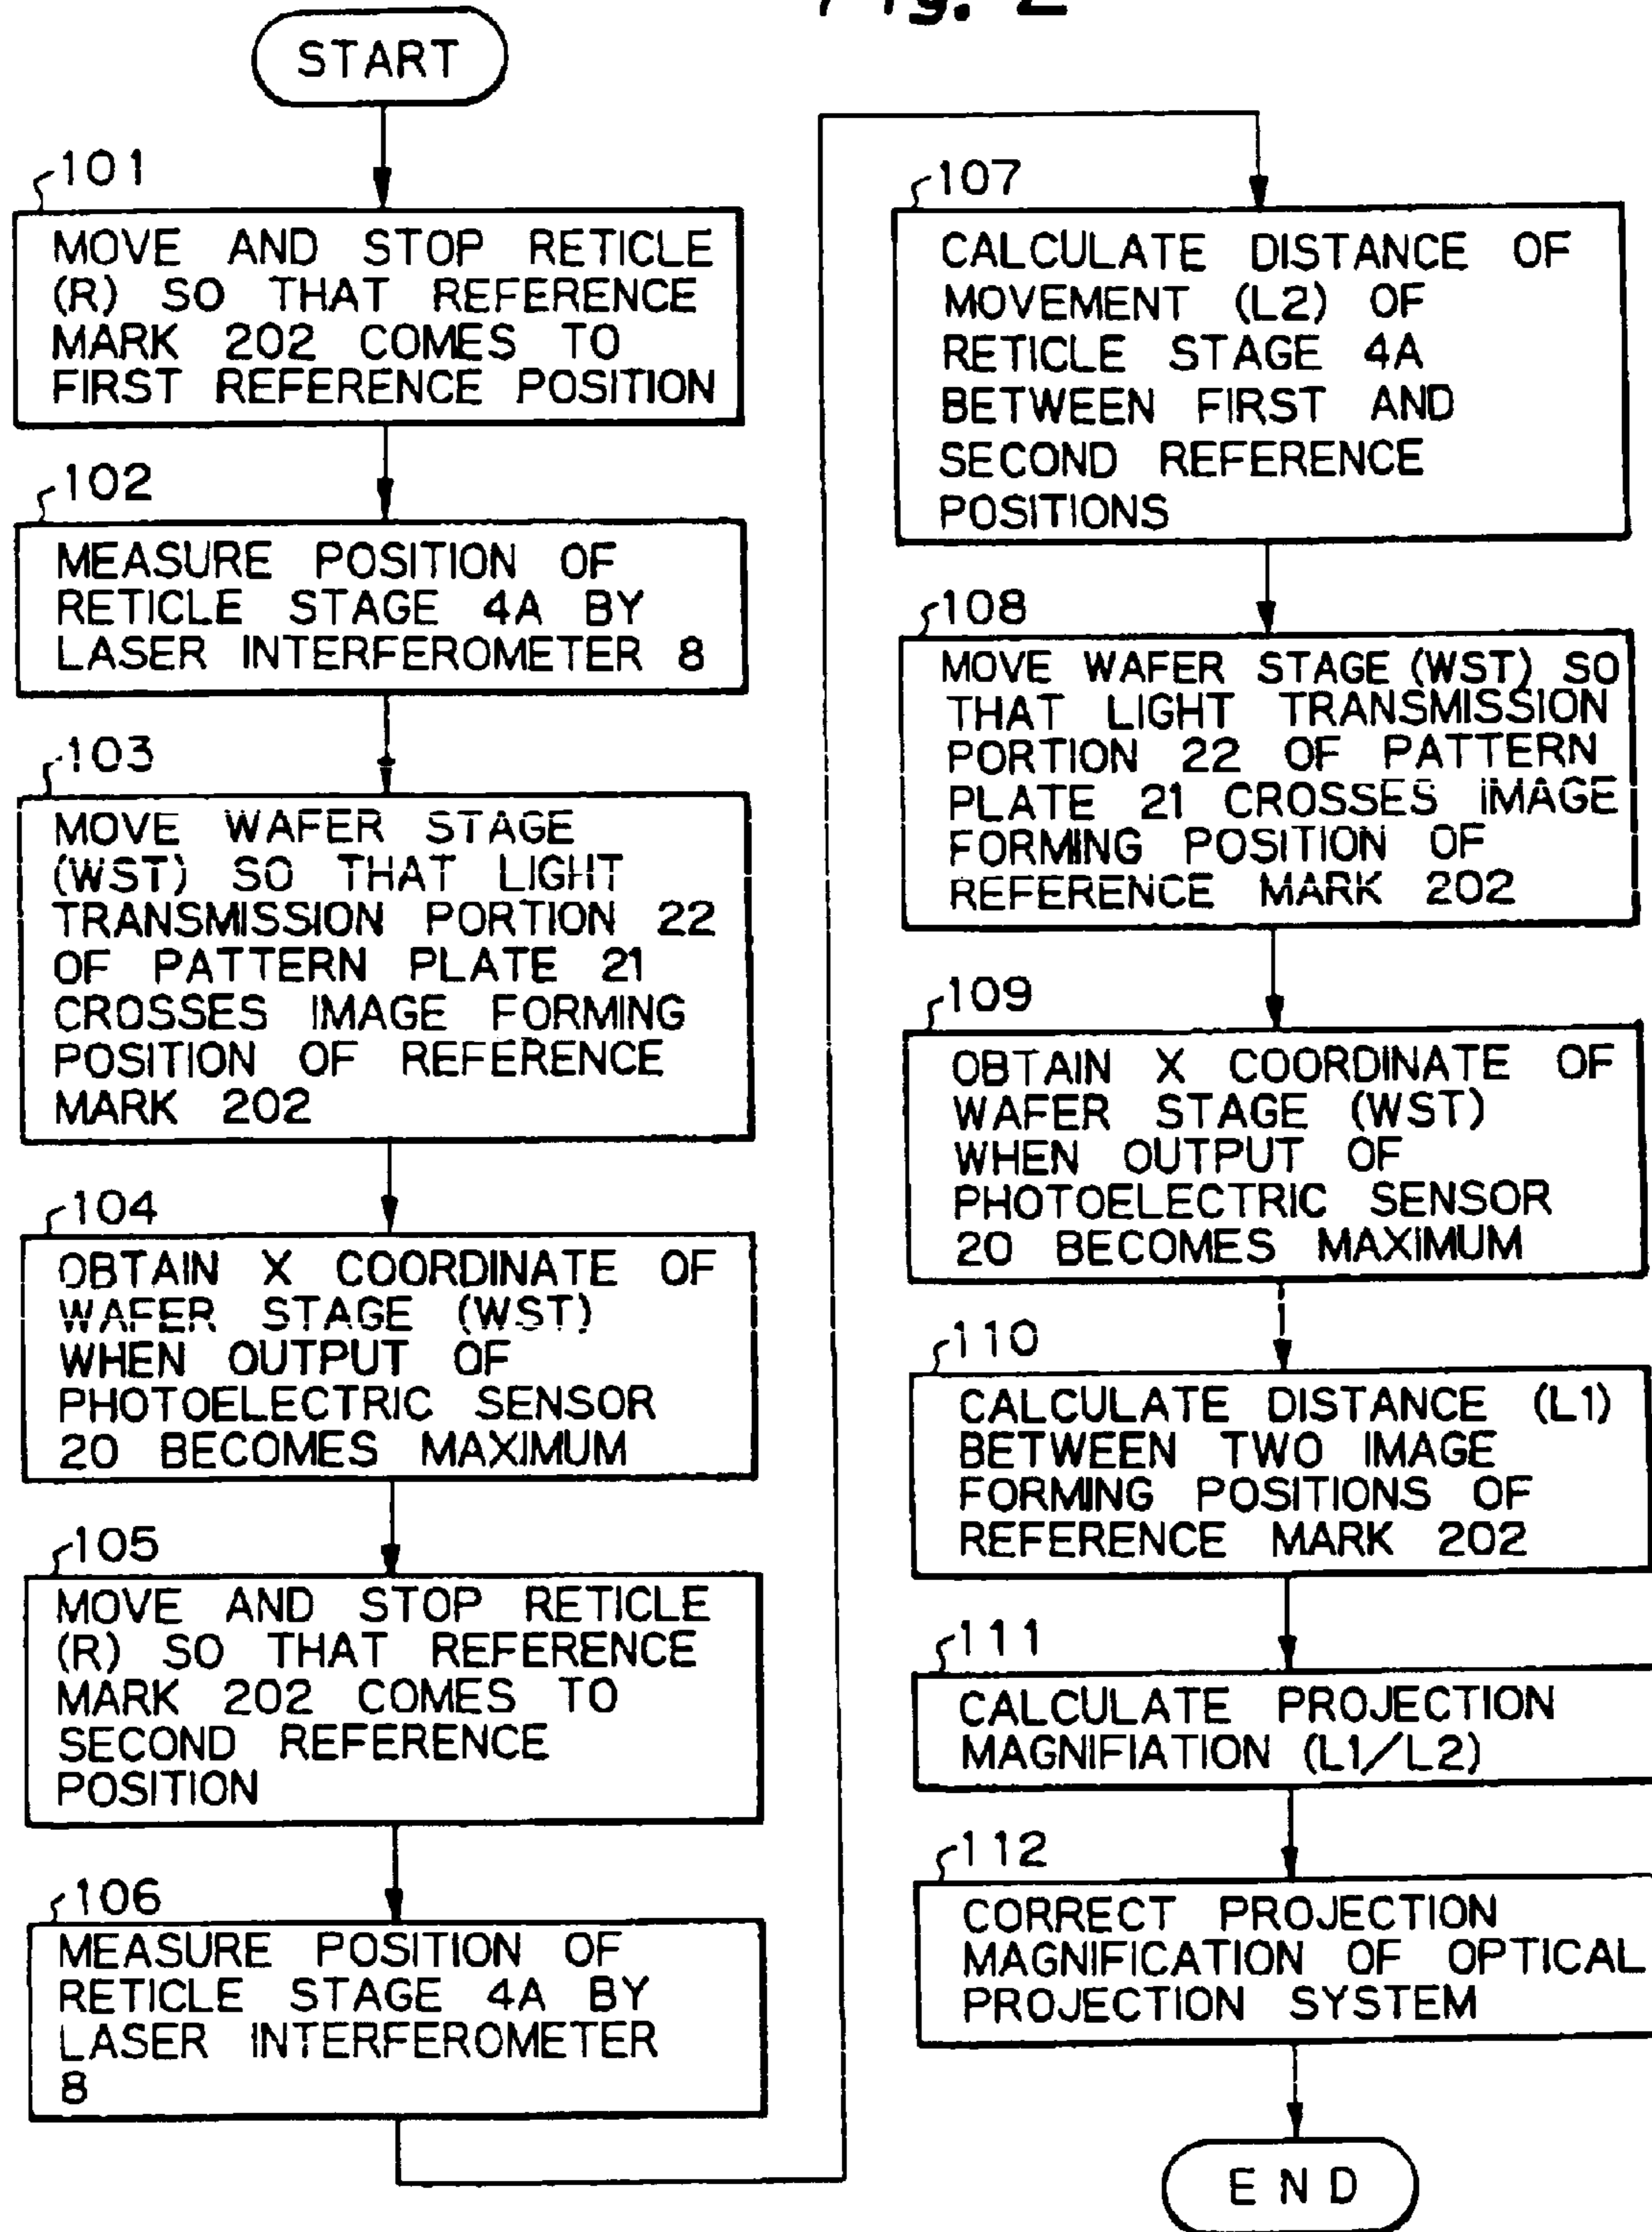 Fig. 2
START
101
MOVE AND STOP RETICLE
(R) SO THAT REFERENCE
MARK 202 COMES TO
FIRST REFERENCE POSITION
102
MEASURE POSITION OF
RETICLE STAGE 4A BY
LASER INTERFEROMETER 8
103
MOVE WAFER STAGE
(WST) SO THAT LIGHT
TRANSMISSION PORTION 22
OF PATTERN PLATE 21
CROSSES IMAGE FORMING
POSITION OF REFERENCE
MARK 202
104
OBTAIN X COORDINATE OF
WAFER STAGE (WST)
WHEN OUTPUT OF
PHOTOELECTRIC SENSOR
20 BECOMES MAXIMUM
105
MOVE AND STOP RETICLE
(R) SO THAT REFERENCE
MARK 202 COMES TO
SECOND REFERENCE
POSITION
106
MEASURE POSITION OF
RETICLE STAGE 4A BY
LASER INTERFEROMETER
8
107
CALCULATE DISTANCE OF
MOVEMENT (L2) OF
RETICLE STAGE 4A
BETWEEN FIRST AND
SECOND REFERENCE
POSITIONS
108
MOVE WAFER STAGE (WST) SO
THAT LIGHT TRANSMISSION
PORTION 22 OF PATTERN
PLATE 21 CROSSES IMAGE
FORMING POSITION OF
REFERENCE MARK 202
109
OBTAIN X COORDINATE OF
WAFER STAGE (WST)
WHEN OUTPUT OF
PHOTOELECTRIC SENSOR
20 BECOMES MAXIMUM
110
CALCULATE DISTANCE (L1)
BETWEEN TWO IMAGE
FORMING POSITIONS OF
REFERENCE MARK 202
111
CALCULATE PROJECTION
MAGNIFIATION (L1/L2)
112
CORRECT PROJECTION
MAGNIFICATION OF OPTICAL
PROJECTION SYSTEM
END